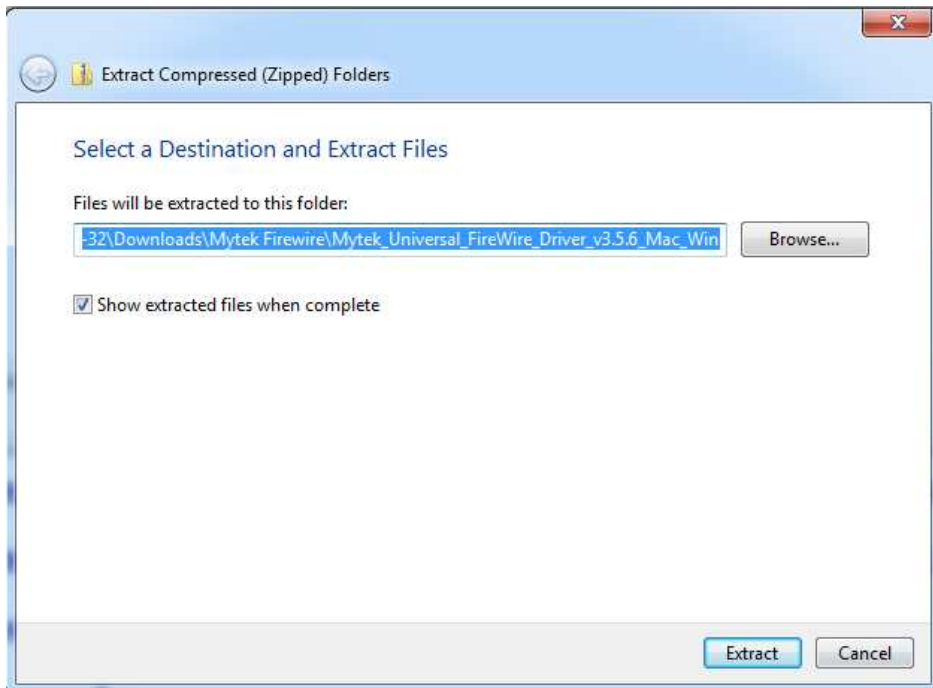 Extract Compressed (Zipped) Folders
Select a Destination and Extract Files
Files will be extracted to this folder:
-32\Downloads\Mytek Firewire\Mytek_Universal_FireWire_Driver_v3.5.6_Mac_Win
Browse...
Show extracted files when complete
Extract
Cancel